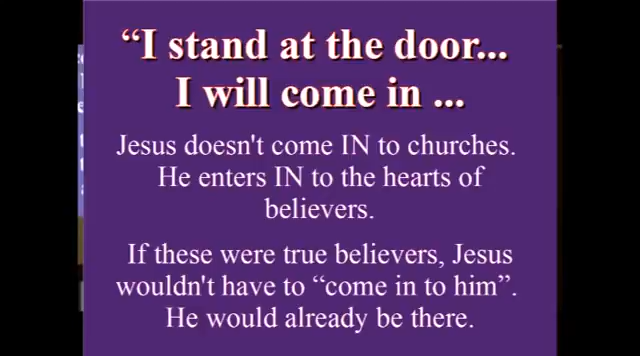 “I stand at the door...
I will come in ...
Jesus doesn't come IN to churches.
He enters IN to the hearts of
believers.
If these were true believers, Jesus
wouldn't have to “come in to him”.
He would already be there.